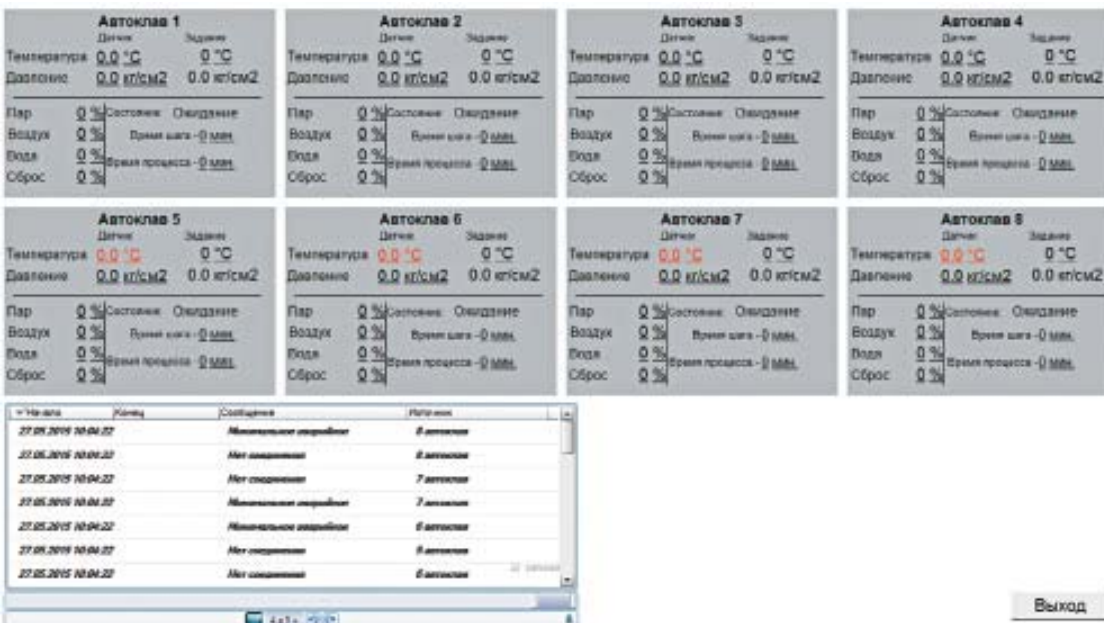 Автоклав 1
Датчик Задание
Температура 0.0 °C 0 °C
Давление 0.0 кг/см2 0.0 кг/см2
Пар 0 % Состояние Ожидание
Воздух 0 % Время шага - 0 мин.
Вода 0 % Время процесса - 0 мин.
Сброс 0 %
Автоклав 2
Датчик Задание
Температура 0.0 °C 0 °C
Давление 0.0 кг/см2 0.0 кг/см2
Пар 0 % Состояние Ожидание
Воздух 0 % Время шага - 0 мин.
Вода 0 % Время процесса - 0 мин.
Сброс 0 %
Автоклав 3
Датчик Задание
Температура 0.0 °C 0 °C
Давление 0.0 кг/см2 0.0 кг/см2
Пар 0 % Состояние Ожидание
Воздух 0 % Время шага - 0 мин.
Вода 0 % Время процесса - 0 мин.
Сброс 0 %
Автоклав 4
Датчик Задание
Температура 0.0 °C 0 °C
Давление 0.0 кг/см2 0.0 кг/см2
Пар 0 % Состояние Ожидание
Воздух 0 % Время шага - 0 мин.
Вода 0 % Время процесса - 0 мин.
Сброс 0 %
Автоклав 5
Датчик Задание
Температура 0.0 °C 0 °C
Давление 0.0 кг/см2 0.0 кг/см2
Пар 0 % Состояние Ожидание
Воздух 0 % Время шага - 0 мин.
Вода 0 % Время процесса - 0 мин.
Сброс 0 %
Автоклав 6
Датчик Задание
Температура 0.0 °C 0 °C
Давление 0.0 кг/см2 0.0 кг/см2
Пар 0 % Состояние Ожидание
Воздух 0 % Время шага - 0 мин.
Вода 0 % Время процесса - 0 мин.
Сброс 0 %
Автоклав 7
Датчик Задание
Температура 0.0 °C 0 °C
Давление 0.0 кг/см2 0.0 кг/см2
Пар 0 % Состояние Ожидание
Воздух 0 % Время шага - 0 мин.
Вода 0 % Время процесса - 0 мин.
Сброс 0 %
Автоклав 8
Датчик Задание
Температура 0.0 °C 0 °C
Давление 0.0 кг/см2 0.0 кг/см2
Пар 0 % Состояние Ожидание
Воздух 0 % Время шага - 0 мин.
Вода 0 % Время процесса - 0 мин.
Сброс 0 %
Начало Конец Сообщение Источник
27.05.2015 10:04:22 Минимальное аварийное 8 автоклав
27.05.2015 10:04:22 Нет соединения 8 автоклав
27.05.2015 10:04:22 Нет соединения 7 автоклав
27.05.2015 10:04:22 Минимальное аварийное 7 автоклав
27.05.2015 10:04:22 Минимальное аварийное 6 автоклав
27.05.2015 10:04:22 Нет соединения автоклав
27.05.2015 10:04:22 Нет соединения 6 автоклав
Выход